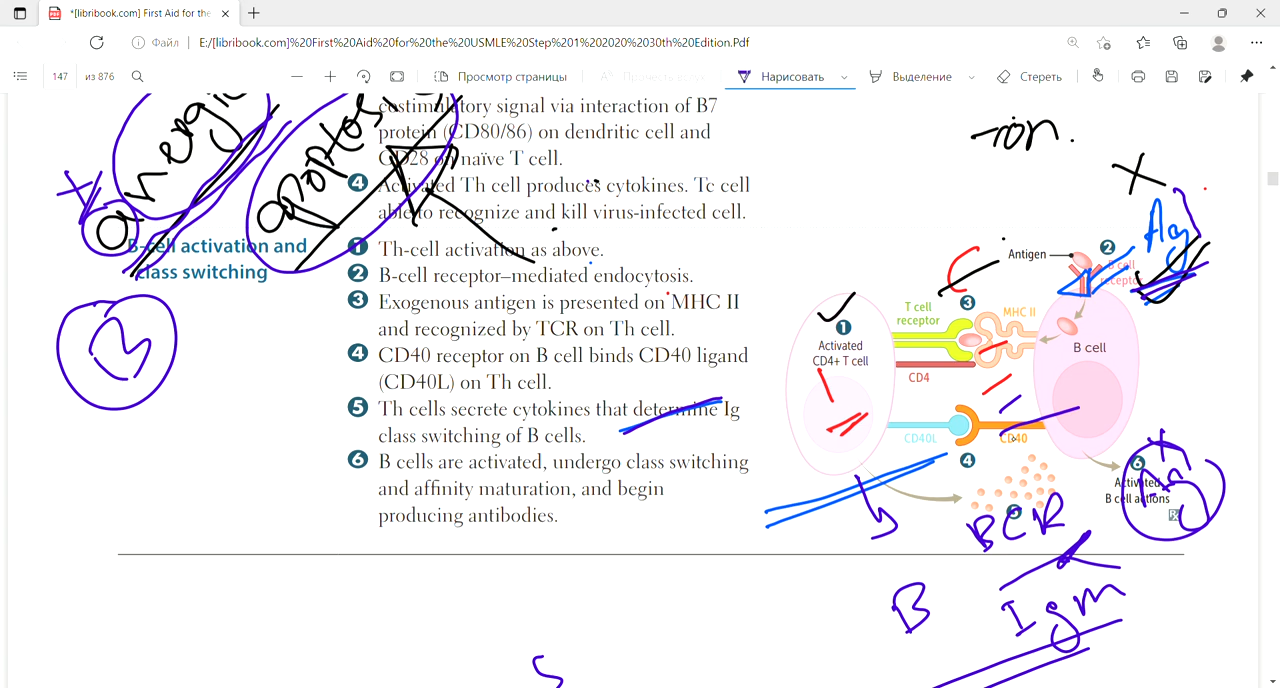 *[libribook.com] First Aid for the
Файл
E:/[libribook.com]%20First%20Aid%20for%20the%20USMLE%20Step%201%202020%2030th%20Edition.Pdf
147 из 876
Просмотр страницы
Нарисовать
Выделение
Стереть
costimulatory signal via interaction of B7
protein (CD80/86) on dendritic cell and
CD28 on naïve T cell.
4 Activated Th cell produces cytokines. Tc cell
able to recognize and kill virus-infected cell.
B-cell activation and
class switching
1 Th-cell activation as above.
2 B-cell receptor–mediated endocytosis.
3 Exogenous antigen is presented on MHC II
and recognized by TCR on Th cell.
4 CD40 receptor on B cell binds CD40 ligand
(CD40L) on Th cell.
5 Th cells secrete cytokines that determine Ig
class switching of B cells.
6 B cells are activated, undergo class switching
and affinity maturation, and begin
producing antibodies.
Antigen
2
B cell
receptor
T cell
receptor
3
MHC II
1
Activated
CD4+ T cell
B cell
CD4
CD40L
CD40
4
5
6
Activated
B cell actions
Ag
BCR
B
Igm
3